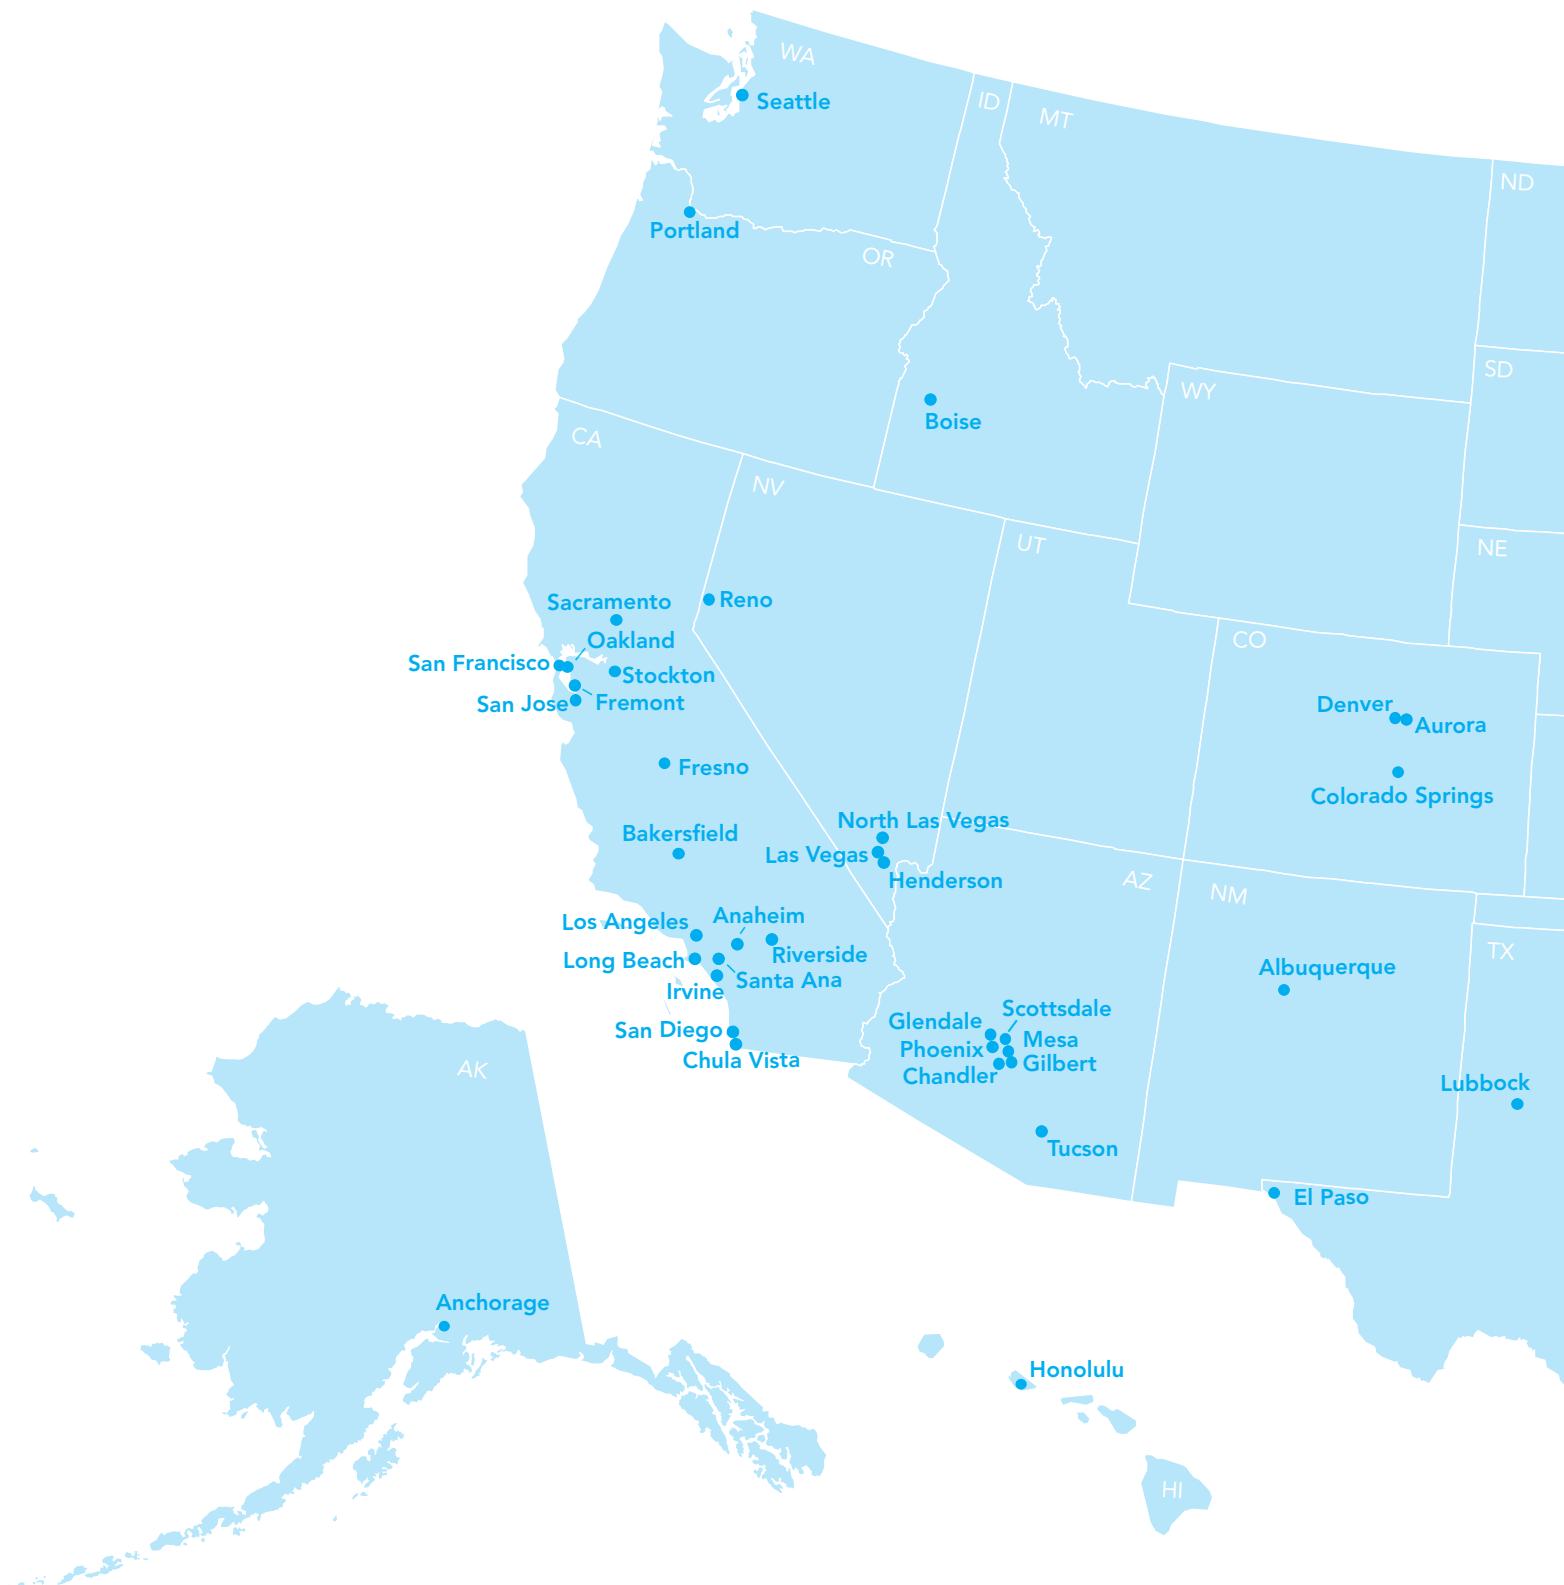 WA
Seattle
ID
MT
ND
Portland
OR
SD
WY
Boise
CA
NV
UT
NE
Sacramento
Reno
Oakland
CO
San Francisco
Stockton
San Jose
Fremont
Denver
Aurora
Fresno
Colorado Springs
North Las Vegas
Bakersfield
Las Vegas
Henderson
AZ
NM
Los Angeles
Anaheim
Riverside
TX
Long Beach
Santa Ana
Irvine
Albuquerque
Scottsdale
Glendale
San Diego
Mesa
Phoenix
Chula Vista
Gilbert
Chandler
AK
Lubbock
Tucson
El Paso
Anchorage
Honolulu
HI